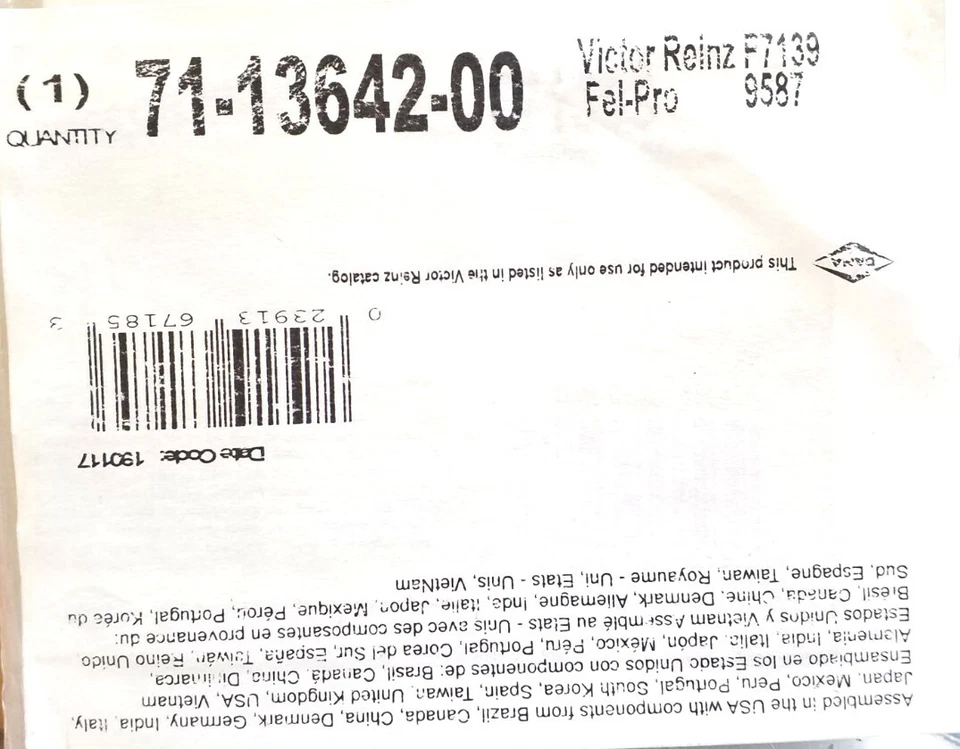 (1) 71-13642-00 Victor Reinz F7139
QUANTITY Fel-Pro 9587
Assembled in the USA with components from Brazil, Canada, China, Denmark, Germany, India, Italy,
Japan, Mexico, Peru, Portugal, South Korea, Spain, Taiwan, United Kingdom, USA, Vietnam
Ensamblado en los Estados Unidos con componentes de: Brasil, Canadá, China, Dinamarca,
Alemania, India, Italia, Japón, México, Péru, Portugal, Corea del Sur, España, Taiwán, Reino Unido,
Estados Unidos y Vietnam Assemblé au Etats - Unis avec des composantes en provenance du:
Brésil, Canada, Chine, Denmark, Allemagne, Inde, Italie, Japon, Mexique, Pérou, Portugal, Corée du
Sud, Espagne, Taiwan, Royaume - Uni, Etats - Unis, VietNam
Date Code: 190117
0 23913 67185 3
DANA This product intended for use only as listed in the Victor Reinz catalog.